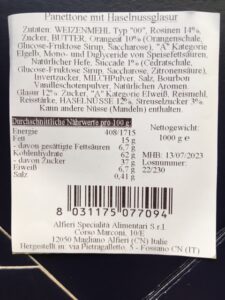 Panettone mit Haselnussglasur
Zutaten: WEIZENMEHL Typ "00", Rosinen 14%,
Zucker, BUTTER, Orangeat 10% (Orangenschale,
Glucose-Fruktose Sirup, Saccharose), "A" Kategorie
Eigelb, Mono- und Diglyceride von Speisefettsäuren,
Natürlicher Hefe, Succade 1% (Cedratschale,
Glucose-Fruktose Sirup, Saccharose, Zitronensäure),
Invertzucker, MILCHPulver, Salz, Bourbon
Vanilleschotenpulver, Natürlichen Aromen
Glasur 12%: Zucker, "A" Kategorie Eiweiß, Reismehl,
Reisstärke, HASELNÜSSE 12%, Streuselzucker 3%.
Kann andere Nüsse (Mandeln) enthalten
Durchschnittliche Nährwerte pro 100 g:
Energie 408/1715
Fett 15 g
- davon gesättigte Fettsäuren 6,7 g
Kohlenhydrate 62 g
- davon Zucker 37 g
Eiweiß 6,7 g
Salz 0,41 g
Nettogewicht:
1000 g e
MHD: 13/07/2023
Losnummer:
22/230
8 031175 077094
Alfieri Specialità Alimentari S.r.l
Corso Marconi, 10/E
12050 Magliano Alfieri (CN) Italie
Hergestellt in: via Pietragalletto, 5 - Fossano CN (IT)